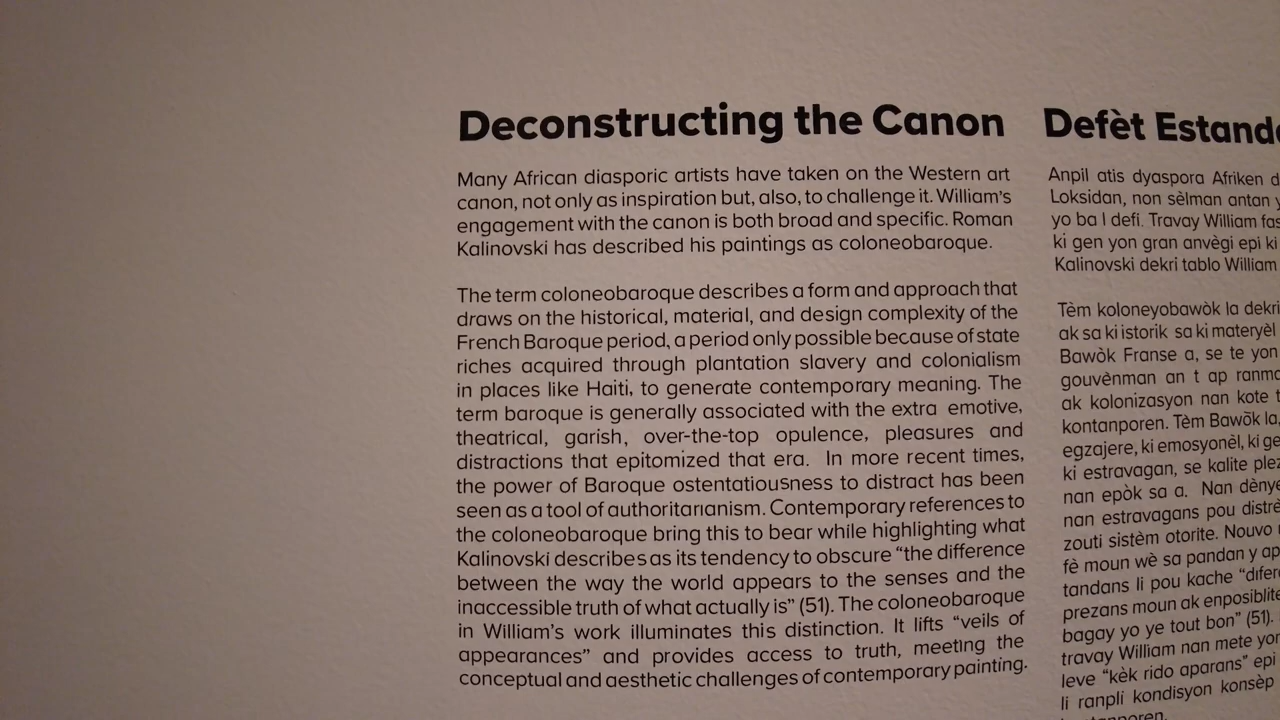 Deconstructing the Canon
Many African diasporic artists have taken on the Western art
canon, not only as inspiration but, also, to challenge it. William's
engagement with the canon is both broad and specific. Roman
Kalinovski has described his paintings as coloneobaroque.
The term coloneobaroque describes a form and approach that
draws on the historical, material, and design complexity of the
French Baroque period, a period only possible because of state
riches acquired through plantation slavery and colonialism
in places like Haiti, to generate contemporary meaning. The
term baroque is generally associated with the extra emotive,
theatrical, garish, over-the-top opulence, pleasures and
distractions that epitomized that era. In more recent times,
the power of Baroque ostentatiousness to distract has been
seen as a tool of authoritarianism. Contemporary references to
the coloneobaroque bring this to bear while highlighting what
Kalinovski describes as its tendency to obscure “the difference
between the way the world appears to the senses and the
inaccessible truth of what actually is” (51). The coloneobaroque
in William's work illuminates this distinction. It lifts “veils of
appearances” and provides access to truth, meeting the
conceptual and aesthetic challenges of contemporary painting.
Defèt
Anpil atis dyaspora Afriken
Loksidan, non sèlman antan
yo ba l defi. Travay William
ki gen yon gran anvègi epi ki
Kalinovski dekri tablo William
Tèm koloneyobawòk la dekri
ak sa ki istorik sa ki materyèl
Bawòk Franse a, se te yon
gouvènman an t ap
ak kolonizasyon nan kote
kontanporen. Tèm Bawõk la,
egzajere, ki emosyonèl, ki
ki estravagan, se kalite
nan epòk sa a. Nan
nan estravagans pou
zouti sistèm otorite. Nouvo
fè moun wè sa pandan y ap
tandans li pou kache
prezans moun ak
bagay yo ye tout bon” (51).
travay William nan mete
leve “kèk rido aparans” epi
li ranpli kondisyon